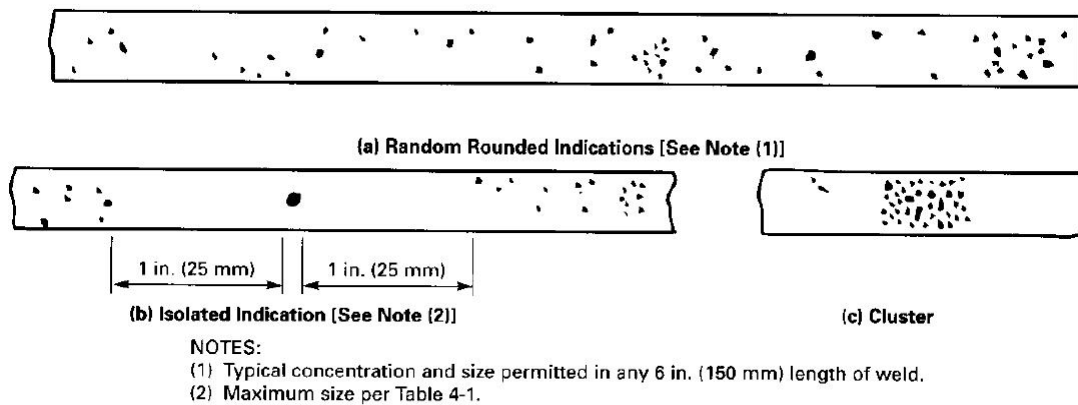 (a) Random Rounded Indications [See Note (1)]
1 in. (25 mm) 1 in. (25 mm)
(b) Isolated Indication [See Note (2)]
(c) Cluster
NOTES:
(1) Typical concentration and size permitted in any 6 in. (150 mm) length of weld.
(2) Maximum size per Table 4-1.